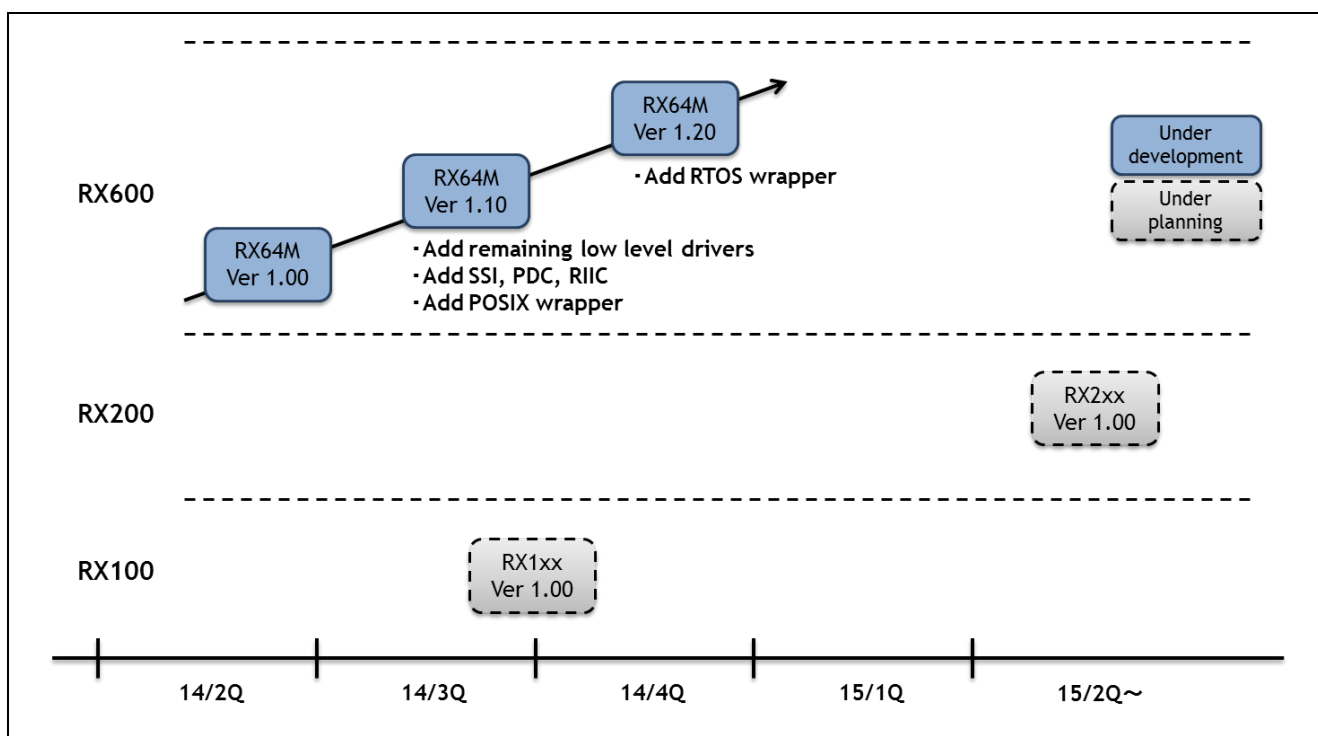 RX600
RX64M
Ver 1.00
RX64M
Ver 1.10
・Add remaining low level drivers
・Add SSI, PDC, RIIC
・Add POSIX wrapper
RX64M
Ver 1.20
・Add RTOS wrapper
Under
development
Under
planning
RX200
RX2xx
Ver 1.00
RX100
RX1xx
Ver 1.00
14/2Q
14/3Q
14/4Q
15/1Q
15/2Q～